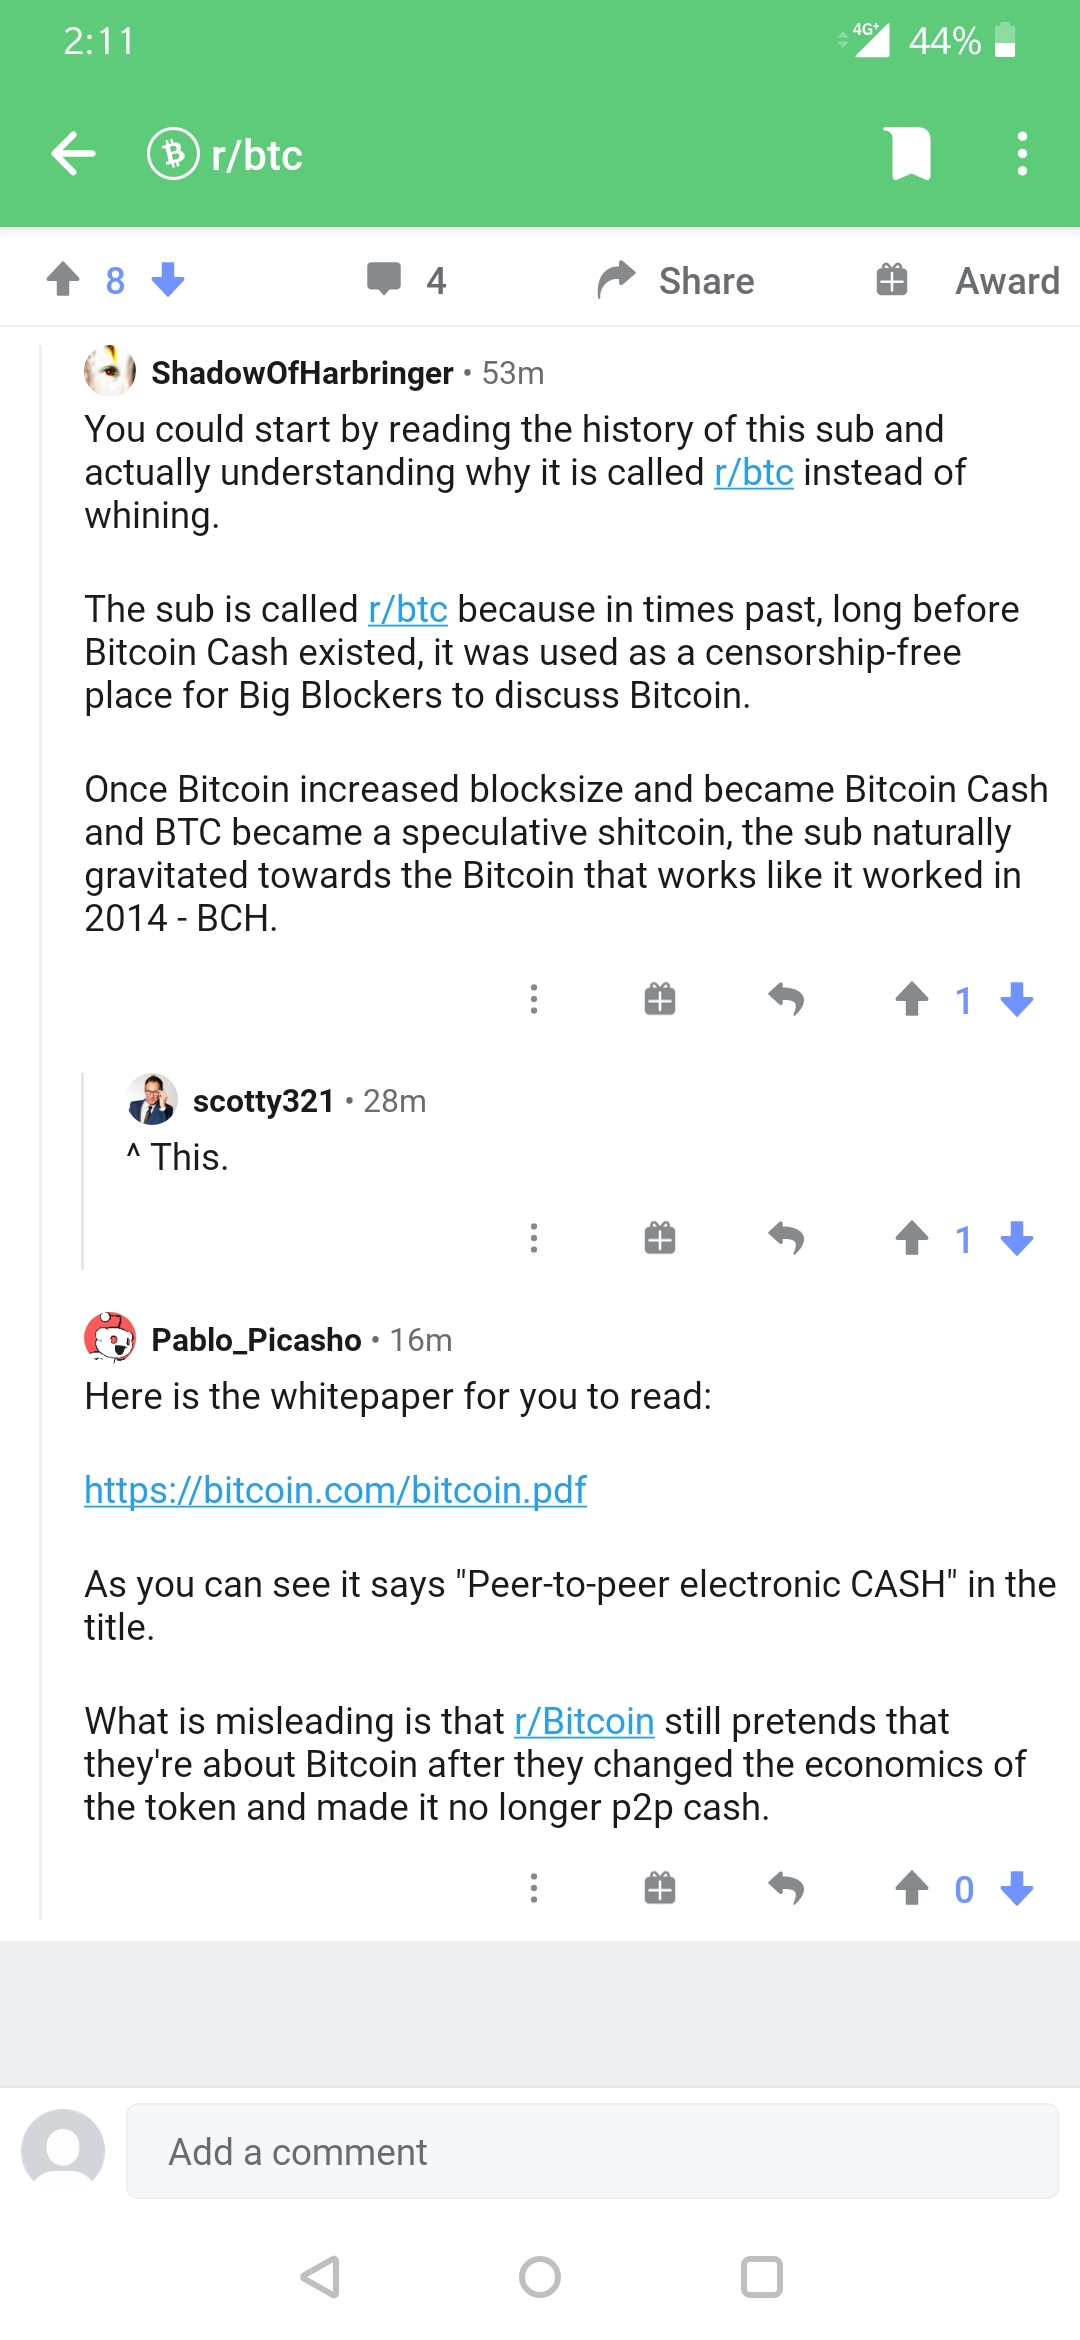 2:11
4G+ 44%
r/btc
8 4 Share Award
ShadowOfHarbringer • 53m
You could start by reading the history of this sub and
actually understanding why it is called r/btc instead of
whining.
The sub is called r/btc because in times past, long before
Bitcoin Cash existed, it was used as a censorship-free
place for Big Blockers to discuss Bitcoin.
Once Bitcoin increased blocksize and became Bitcoin Cash
and BTC became a speculative shitcoin, the sub naturally
gravitated towards the Bitcoin that works like it worked in
2014 - BCH.
1
scotty321 • 28m
^ This.
1
Pablo_Picasho • 16m
Here is the whitepaper for you to read:
https://bitcoin.com/bitcoin.pdf
As you can see it says "Peer-to-peer electronic CASH" in the
title.
What is misleading is that r/Bitcoin still pretends that
they're about Bitcoin after they changed the economics of
the token and made it no longer p2p cash.
0
Add a comment